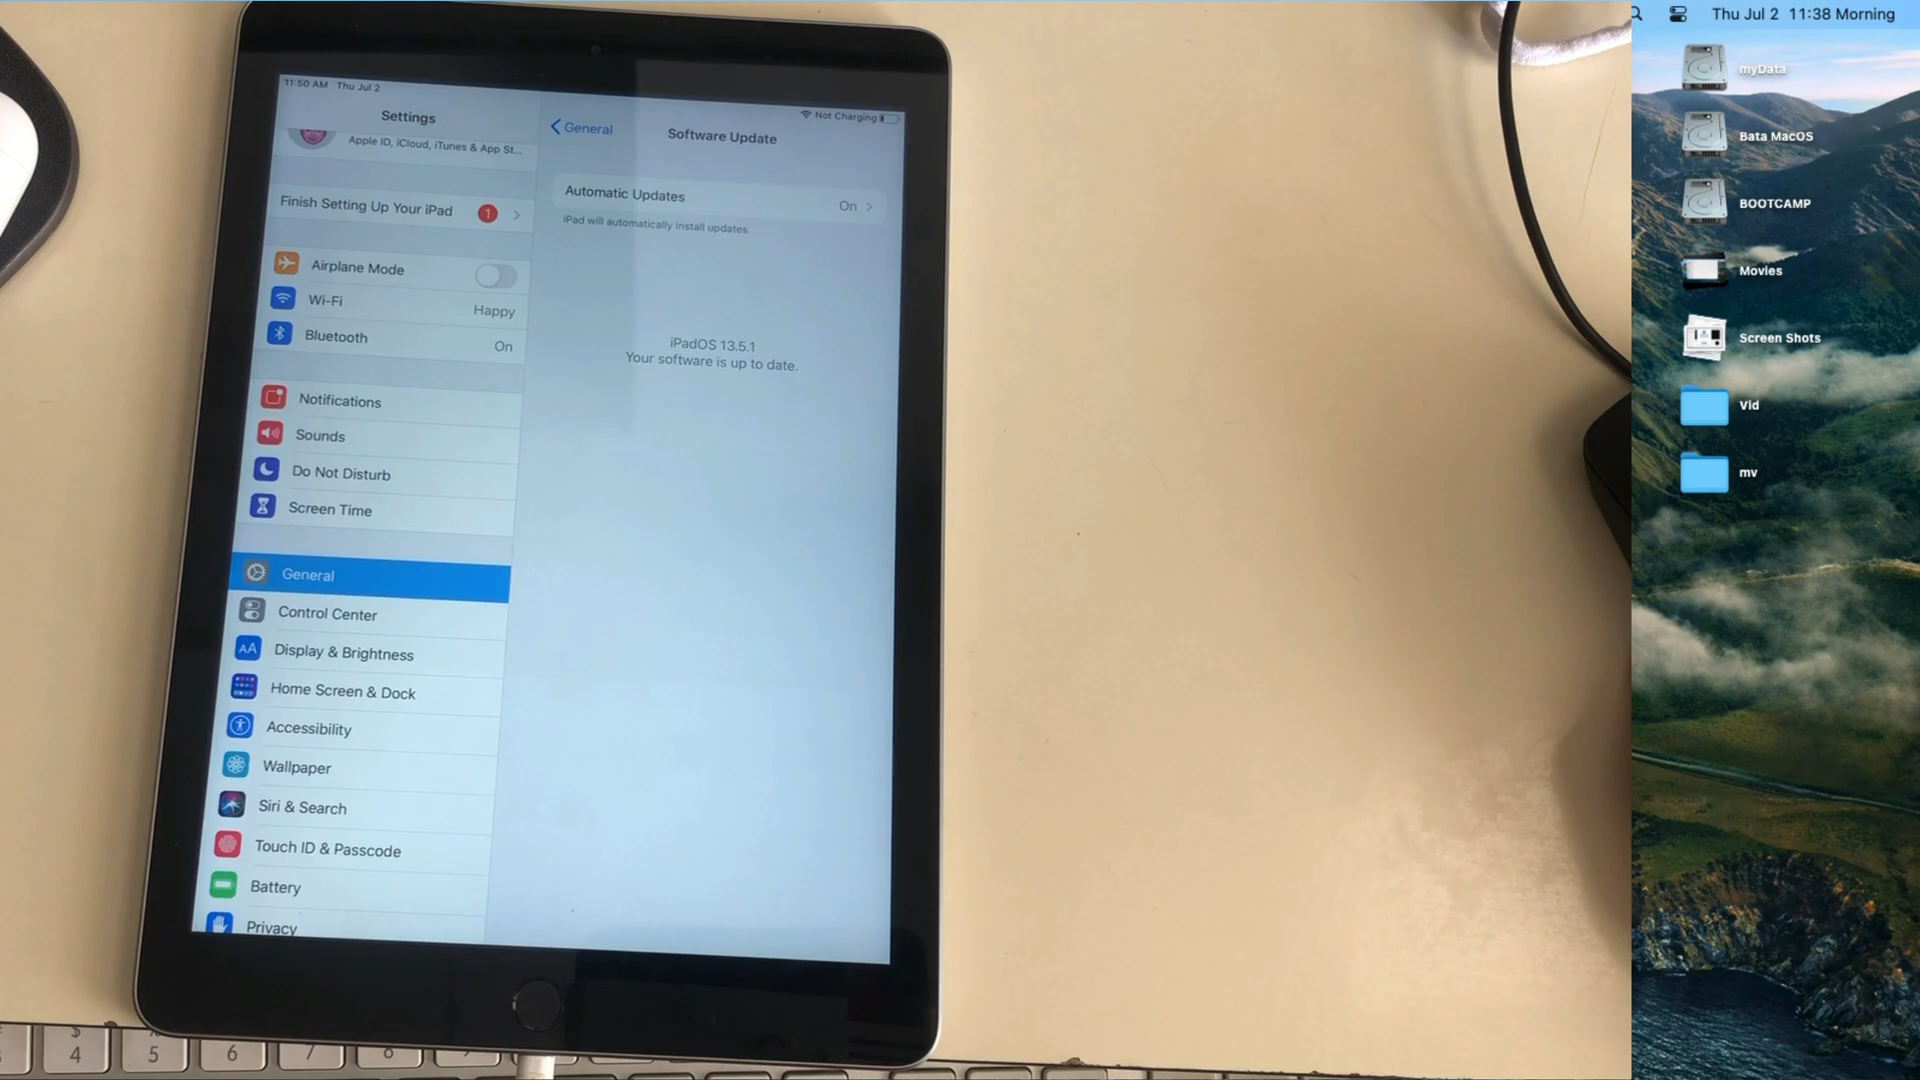 11:50 AM Thu Jul 2
Not Charging
Settings
Apple ID, iCloud, iTunes & App St...
Finish Setting Up Your iPad 1
Airplane Mode
Wi-Fi Happy
Bluetooth On
Notifications
Sounds
Do Not Disturb
Screen Time
General
Control Center
AA Display & Brightness
Home Screen & Dock
Accessibility
Wallpaper
Siri & Search
Touch ID & Passcode
Battery
Privacy
General
Software Update
Automatic Updates On
iPad will automatically install updates.
iPadOS 13.5.1
Your software is up to date.
$
4 5 6 7
Thu Jul 2 11:38 Morning
myData
Bata MacOS
BOOTCAMP
Movies
Screen Shots
Vid
mv